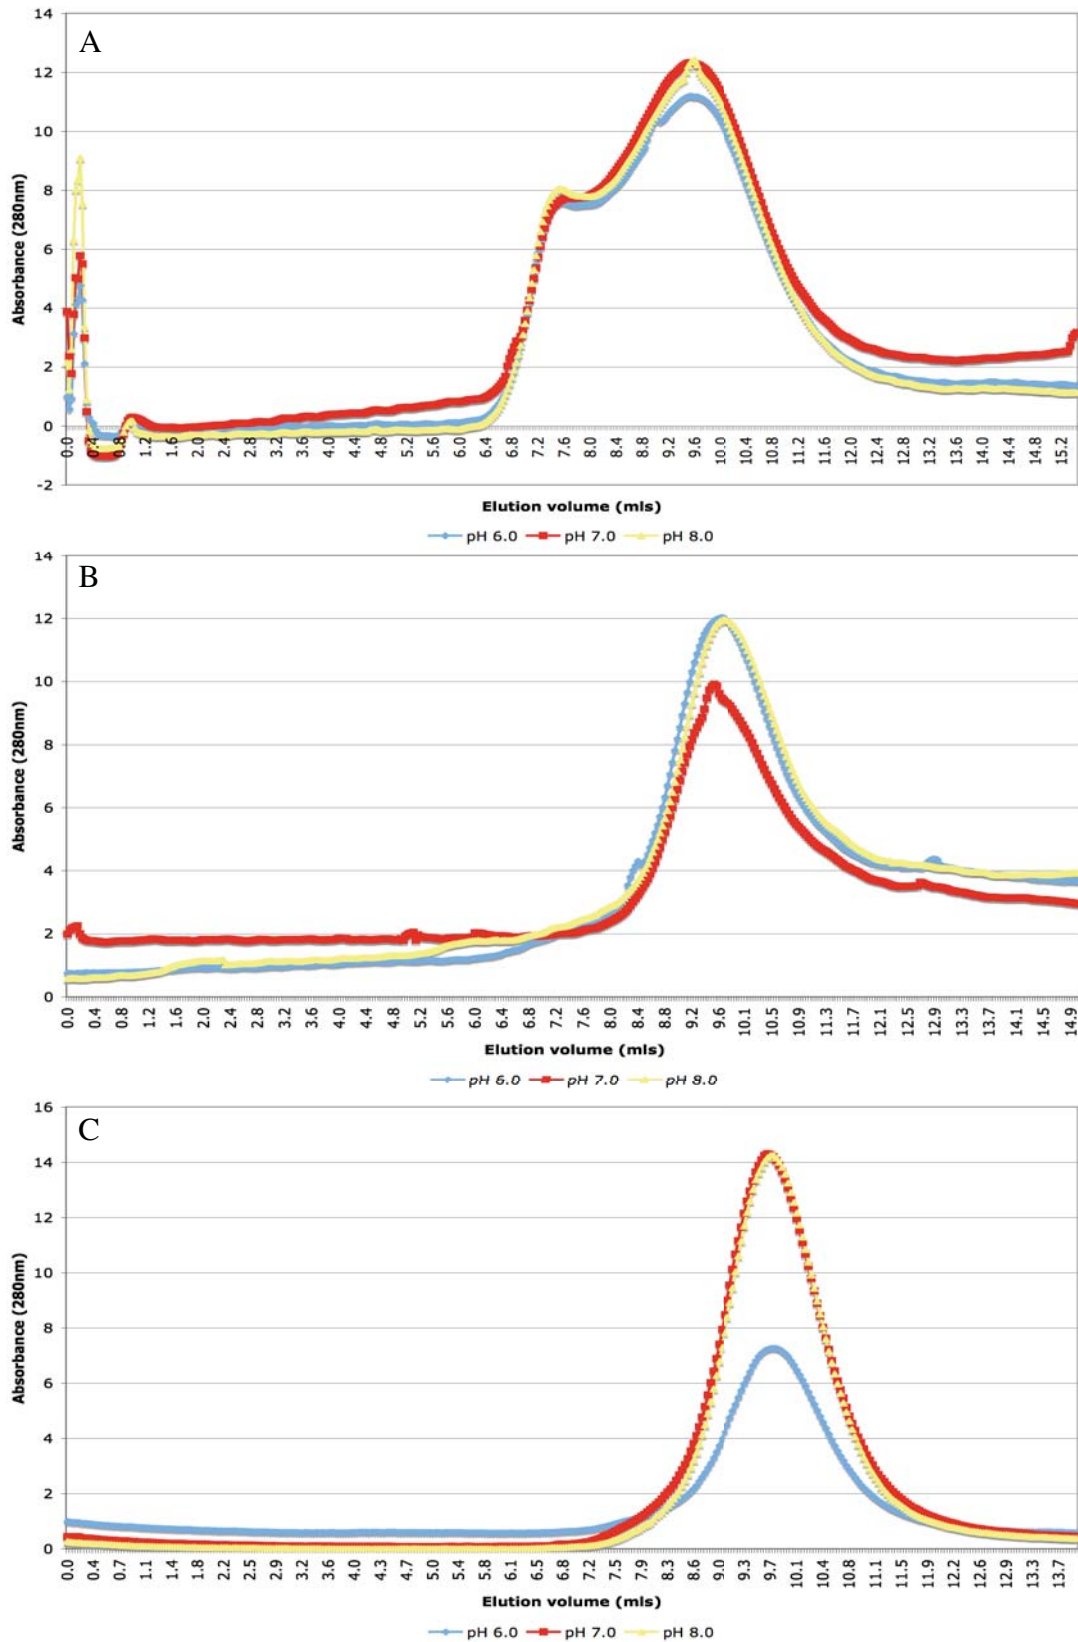 A
Absorbance (280nm)
14
12
10
8
6
4
2
0
-2
0.0 0.4 0.8 1.2 1.6 2.0 2.4 2.8 3.2 3.6 4.0 4.4 4.8 5.2 5.6 6.0 6.4 6.8 7.2 7.6 8.0 8.4 8.8 9.2 9.6 10.0 10.4 10.8 11.2 11.6 12.0 12.4 12.8 13.2 13.6 14.0 14.4 14.8 15.2
Elution volume (mls)
pH 6.0 pH 7.0 pH 8.0
B
Absorbance (280nm)
14
12
10
8
6
4
2
0
0.0 0.4 0.8 1.2 1.6 2.0 2.4 2.8 3.2 3.6 4.0 4.4 4.8 5.2 5.6 6.0 6.4 6.8 7.2 7.6 8.0 8.4 8.8 9.2 9.6 10.1 10.5 10.9 11.3 11.7 12.1 12.5 12.9 13.3 13.7 14.1 14.5 14.9
Elution volume (mls)
pH 6.0 pH 7.0 pH 8.0
C
Absorbance (280nm)
16
14
12
10
8
6
4
2
0
0.0 0.4 0.7 1.1 1.4 1.8 2.2 2.5 2.9 3.2 3.6 4.0 4.3 4.7 5.0 5.4 5.8 6.1 6.5 6.8 7.2 7.5 7.9 8.3 8.6 9.0 9.3 9.7 10.1 10.4 10.8 11.1 11.5 11.9 12.2 12.6 12.9 13.3 13.7
Elution volume (mls)
pH 6.0 pH 7.0 pH 8.0